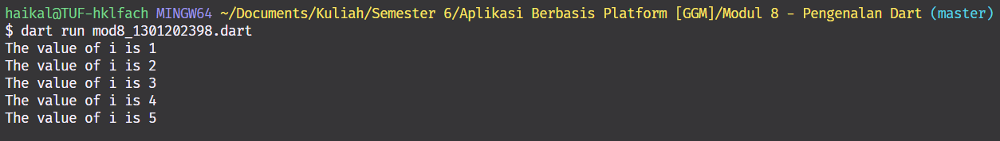 haikal@TUF-hklfach MINGW64 ~/Documents/Kuliah/Semester 6/Aplikasi Berbasis Platform [GGM]/Modul 8 - Pengenalan Dart (master)
$ dart run mod8_1301202398.dart
The value of i is 1
The value of i is 2
The value of i is 3
The value of i is 4
The value of i is 5